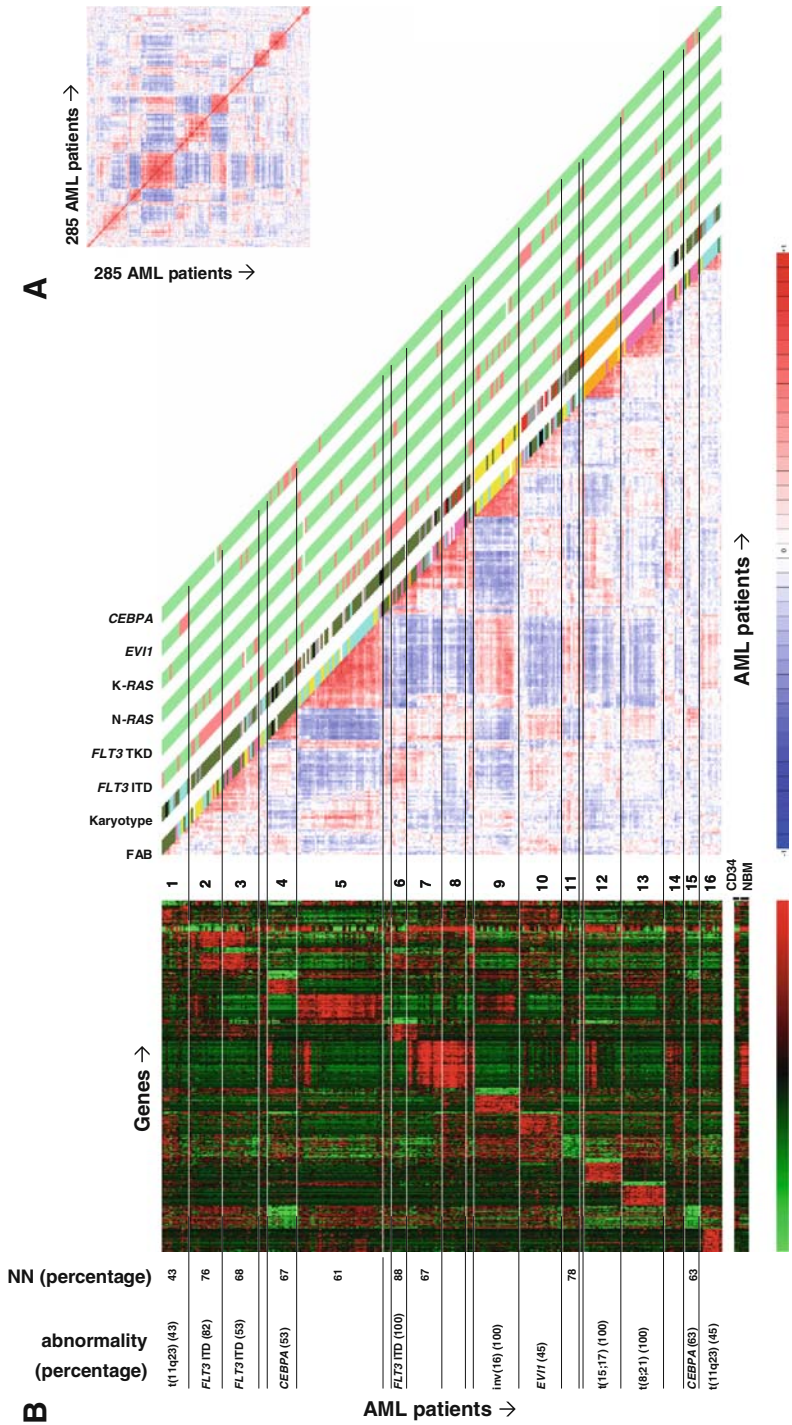 A
285 AML patients →
285 AML patients →
B
abnormality
(percentage)
NN (percentage)
Genes →
AML patients →
AML patients →
FAB
Karyotype
FLT3 ITD
FLT3 TKD
N-RAS
K-RAS
EVI1
CEBPA
t(11q23) (43) 43 1
FLT3 ITD (82) 76 2
FLT3 ITD (53) 68 3
CEBPA (53) 67 4
61 5
FLT3 ITD (100) 88 6
67 7
8
inv(16) (100) 9
EVI1 (45) 10
78 11
t(15;17) (100) 12
t(8;21) (100) 13
14
CEBPA (63) 63 15
t(11q23) (45) 16
CD34
NBM
-1 0 +1